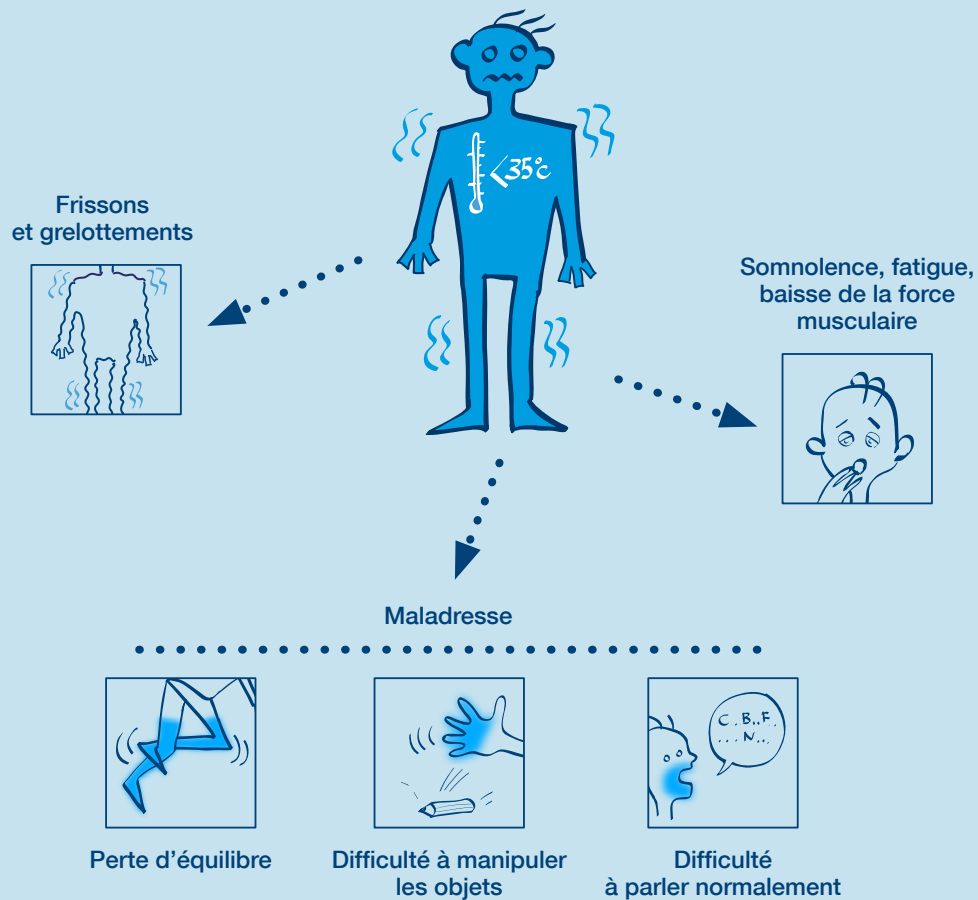 <35°c
Frissons
et grelottements
Somnolence, fatigue,
baisse de la force
musculaire
Maladresse
C.B..F.
...N...
Perte d'équilibre
Difficulté à manipuler
les objets
Difficulté
à parler normalement